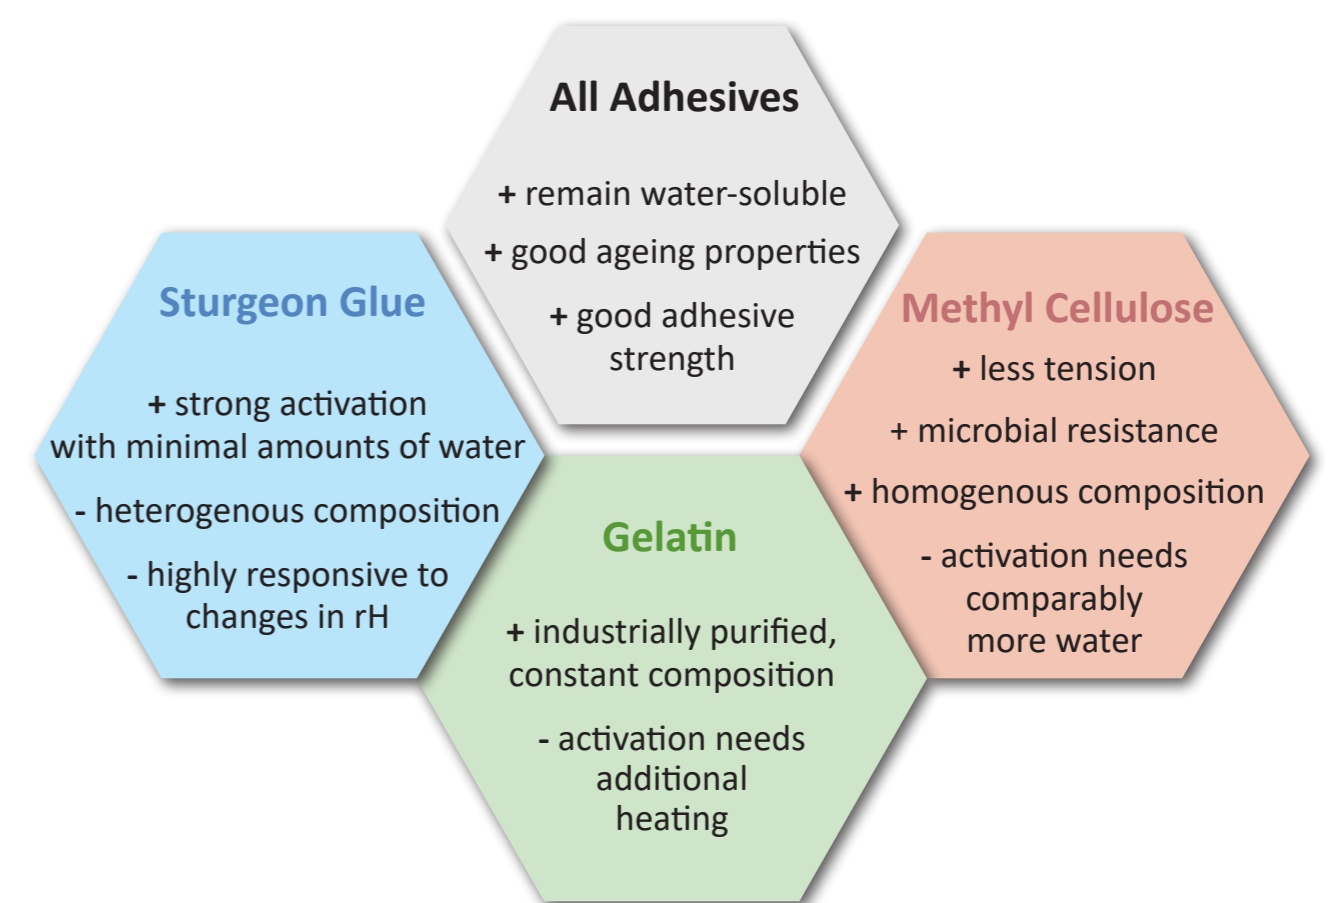 All Adhesives
+ remain water-soluble
+ good ageing properties
+ good adhesive
strength
Sturgeon Glue
+ strong activation
with minimal amounts of water
- heterogenous composition
- highly responsive to
changes in rH
Gelatin
+ industrially purified,
constant composition
- activation needs
additional
heating
Methyl Cellulose
+ less tension
+ microbial resistance
+ homogenous composition
- activation needs
comparably
more water